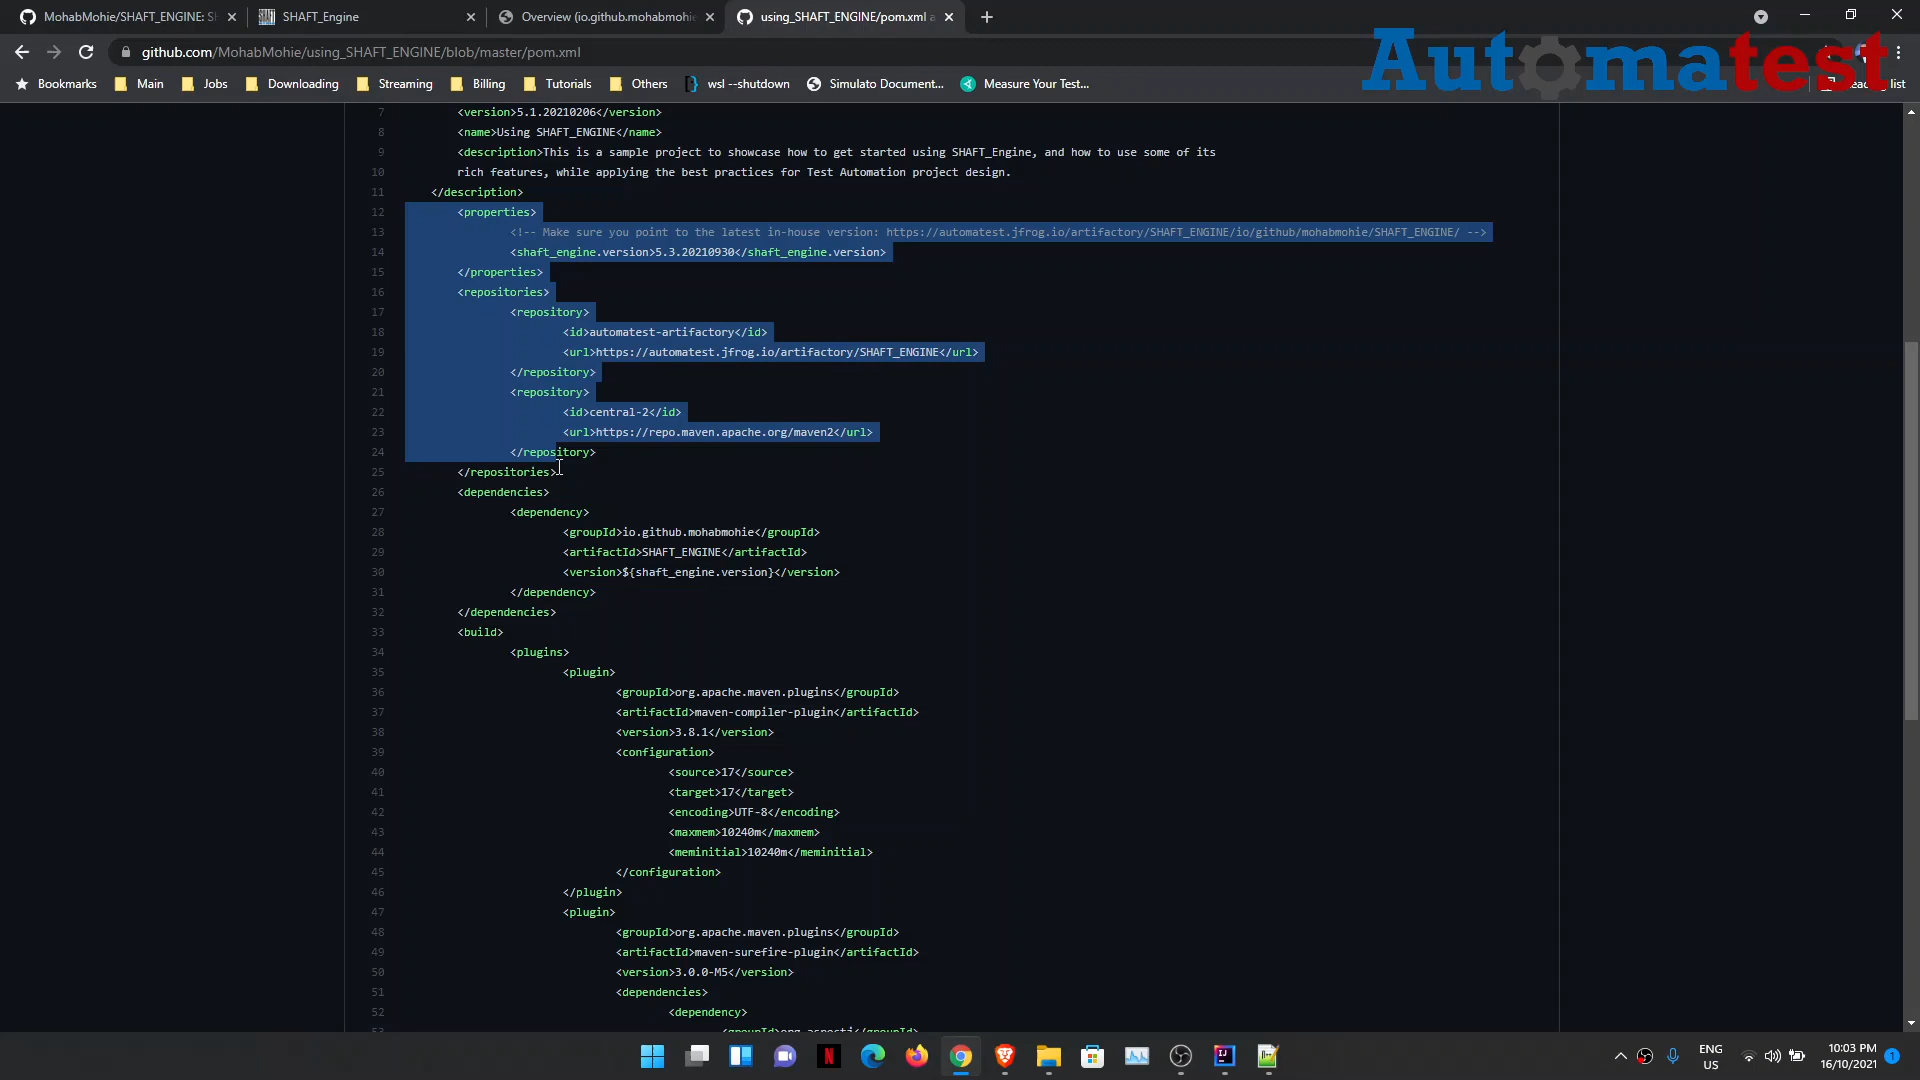 MohabMohie/SHAFT_ENGINE: SH
SHAFT_Engine
Overview (io.github.mohabmohie
using_SHAFT_ENGINE/pom.xml a
github.com/MohabMohie/using_SHAFT_ENGINE/blob/master/pom.xml
Automatest
Bookmarks Main Jobs Downloading Streaming Billing Tutorials Others wsl --shutdown Simulato Document... Measure Your Test... list
7 <version>5.1.20210206</version>
8 <name>Using SHAFT_ENGINE</name>
9 <description>This is a sample project to showcase how to get started using SHAFT_Engine, and how to use some of its
10 rich features, while applying the best practices for Test Automation project design.
11 </description>
12 <properties>
13 <!-- Make sure you point to the latest in-house version: https://automatest.jfrog.io/artifactory/SHAFT_ENGINE/io/github/mohabmohie/SHAFT_ENGINE/ -->
14 <shaft_engine.version>5.3.20210930</shaft_engine.version>
15 </properties>
16 <repositories>
17 <repository>
18 <id>automatest-artifactory</id>
19 <url>https://automatest.jfrog.io/artifactory/SHAFT_ENGINE</url>
20 </repository>
21 <repository>
22 <id>central-2</id>
23 <url>https://repo.maven.apache.org/maven2</url>
24 </repository>
25 </repositories>
26 <dependencies>
27 <dependency>
28 <groupId>io.github.mohabmohie</groupId>
29 <artifactId>SHAFT_ENGINE</artifactId>
30 <version>${shaft_engine.version}</version>
31 </dependency>
32 </dependencies>
33 <build>
34 <plugins>
35 <plugin>
36 <groupId>org.apache.maven.plugins</groupId>
37 <artifactId>maven-compiler-plugin</artifactId>
38 <version>3.8.1</version>
39 <configuration>
40 <source>17</source>
41 <target>17</target>
42 <encoding>UTF-8</encoding>
43 <maxmem>10240m</maxmem>
44 <meminitial>10240m</meminitial>
45 </configuration>
46 </plugin>
47 <plugin>
48 <groupId>org.apache.maven.plugins</groupId>
49 <artifactId>maven-surefire-plugin</artifactId>
50 <version>3.0.0-M5</version>
51 <dependencies>
52 <dependency>
53 <groupId>org.aspectj</groupId>
ENG
US
10:03 PM
16/10/2021
1